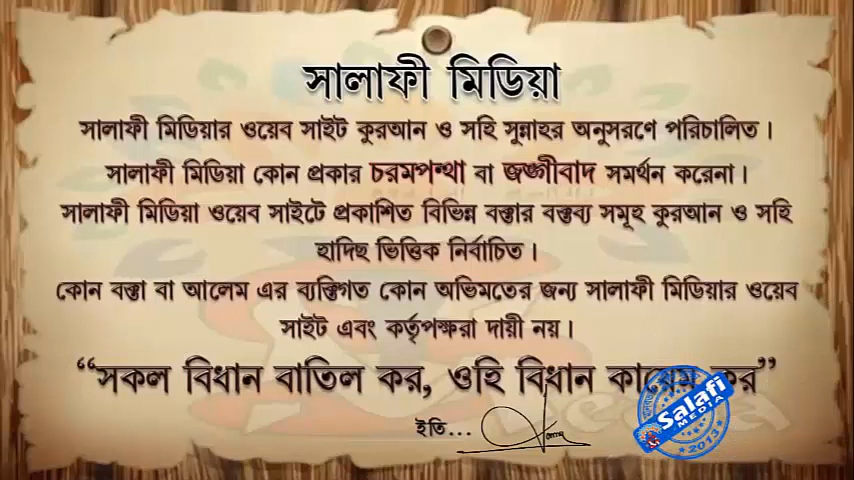 সালাফী মিডিয়া
সালাফী মিডিয়ার ওয়েব সাইট কুরআন ও সহি সুন্নাহর অনুসরণে পরিচালিত।
সালাফী মিডিয়া কোন প্রকার চরমপন্থা বা জঙ্গীবাদ সমর্থন করেনা।
সালাফী মিডিয়া ওয়েব সাইটে প্রকাশিত বিভিন্ন বক্তার বক্তব্য সমূহ কুরআন ও সহি
হাদিছ ভিত্তিক নির্বাচিত।
কোন বক্তা বা আলেম এর ব্যক্তিগত কোন অভিমতের জন্য সালাফী মিডিয়ার ওয়েব
সাইট এবং কর্তৃপক্ষরা দায়ী নয়।
“সকল বিধান বাতিল কর, ওহি বিধান কায়েম কর”
ইতি...
Salafi
MEDIA
2013